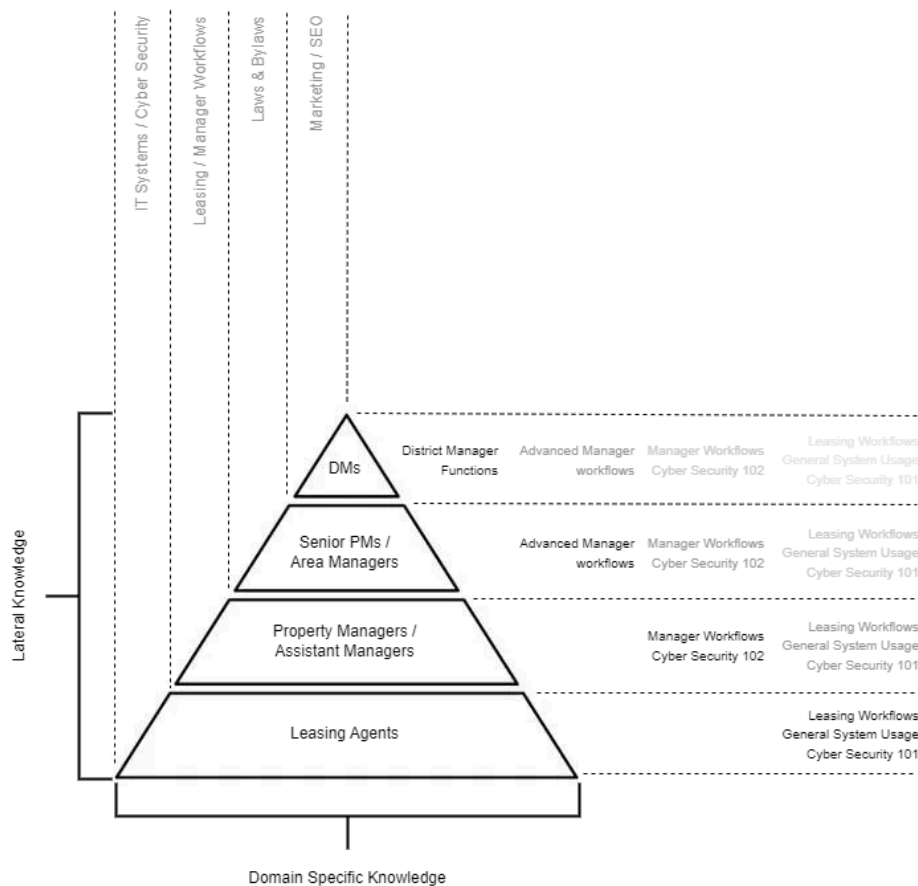 IT Systems / Cyber Security
Leasing / Manager Workflows
Laws & Bylaws
Marketing / SEO
DMs
District Manager
Functions
Advanced Manager
workflows
Manager Workflows
Cyber Security 102
Leasing Workflows
General System Usage
Cyber Security 101
Senior PMs /
Area Managers
Advanced Manager
workflows
Manager Workflows
Cyber Security 102
Leasing Workflows
General System Usage
Cyber Security 101
Property Managers /
Assistant Managers
Manager Workflows
Cyber Security 102
Leasing Workflows
General System Usage
Cyber Security 101
Leasing Agents
Leasing Workflows
General System Usage
Cyber Security 101
Lateral Knowledge
Domain Specific Knowledge